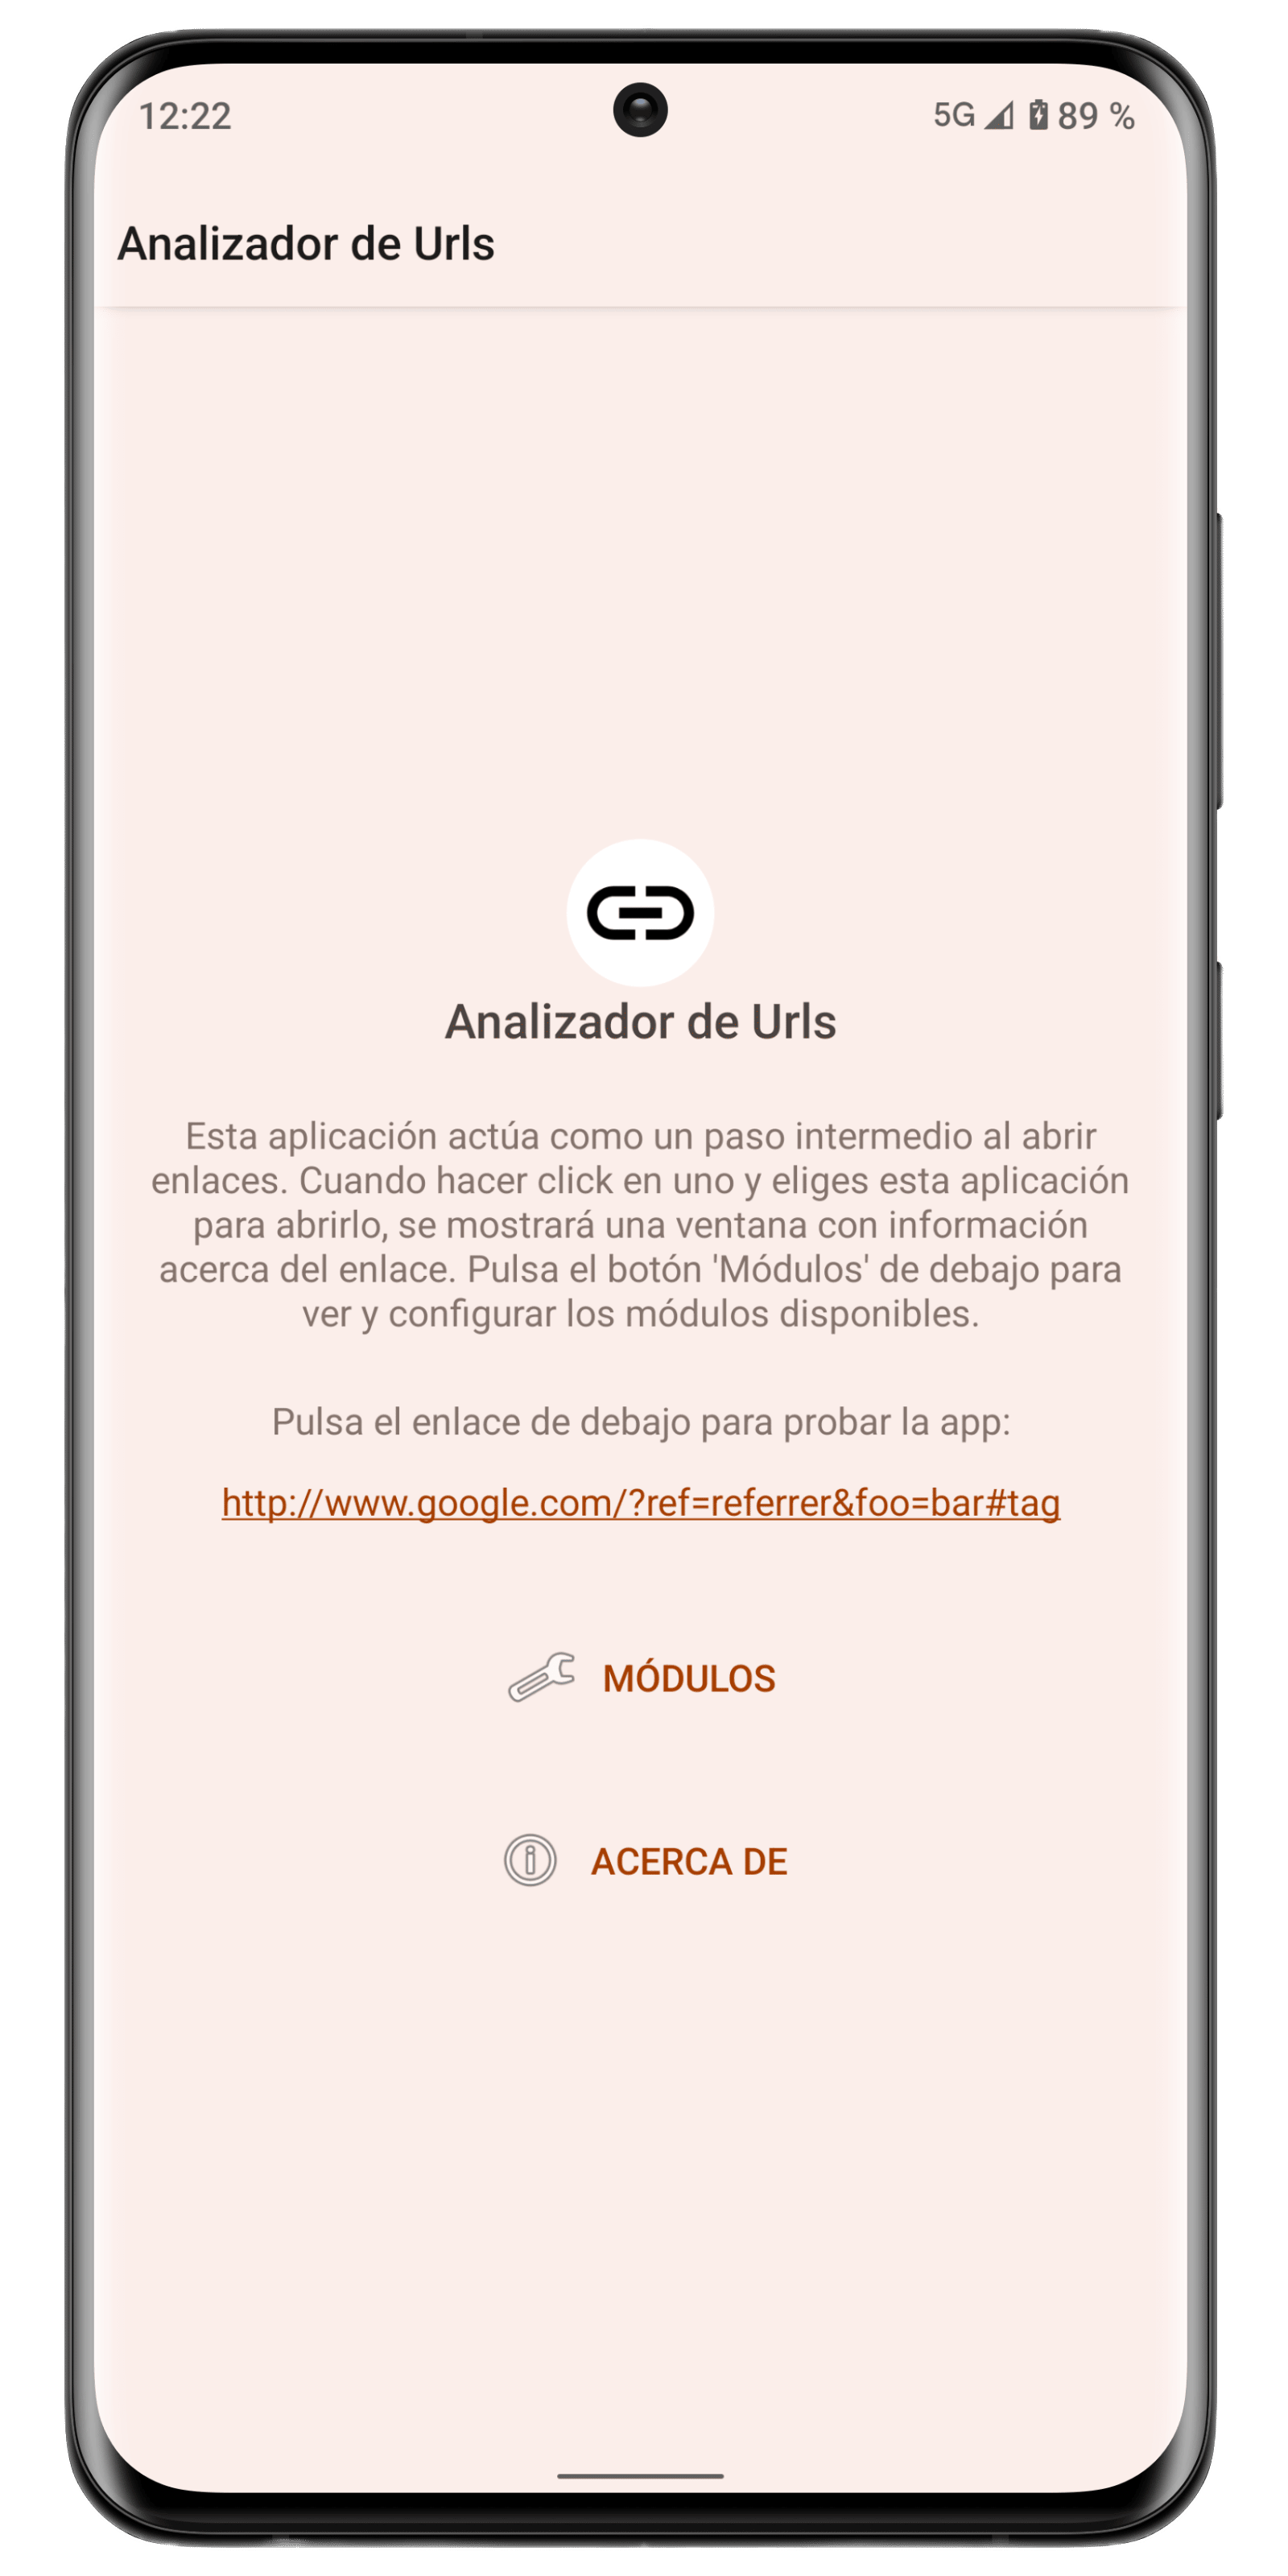 12:22
5G 89 %
Analizador de Urls
Analizador de Urls
Esta aplicación actúa como un paso intermedio al abrir
enlaces. Cuando hacer click en uno y eliges esta aplicación
para abrirlo, se mostrará una ventana con información
acerca del enlace. Pulsa el botón 'Módulos' de debajo para
ver y configurar los módulos disponibles.
Pulsa el enlace de debajo para probar la app:
http://www.google.com/?ref=referrer&foo=bar#tag
MÓDULOS
ACERCA DE